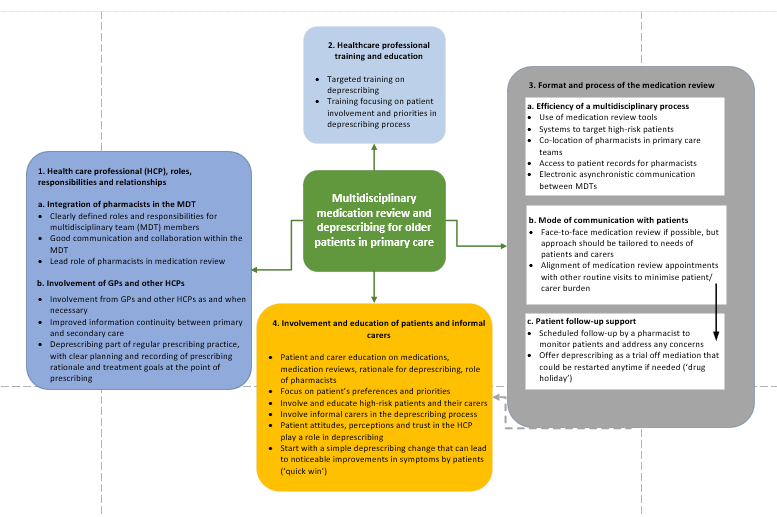 2. Healthcare professional
training and education
• Targeted training on
deprescribing
• Training focusing on patient
involvement and priorities in
deprescribing process
3. Format and process of the medication review
a. Efficiency of a multidisciplinary process
• Use of medication review tools
• Systems to target high-risk patients
• Co-location of pharmacists in primary care
teams
• Access to patient records for pharmacists
• Electronic asynchronistic communication
between MDTs
b. Mode of communication with patients
• Face-to-face medication review if possible, but
approach should be tailored to needs of
patients and carers
• Alignment of medication review appointments
with other routine visits to minimise patient/
carer burden
c. Patient follow-up support
• Scheduled follow-up by a pharmacist to
monitor patients and address any concerns
• Offer deprescribing as a trial off mediation that
could be restarted anytime if needed (‘drug
holiday’)
1. Health care professional (HCP), roles,
responsibilities and relationships
a. Integration of pharmacists in the MDT
• Clearly defined roles and responsibilities for
multidisciplinary team (MDT) members
• Good communication and collaboration within the
MDT
• Lead role of pharmacists in medication review
b. Involvement of GPs and other HCPs
• Involvement from GPs and other HCPs as and when
necessary
• Improved information continuity between primary
and secondary care
• Deprescribing part of regular prescribing practice,
with clear planning and recording of prescribing
rationale and treatment goals at the point of
prescribing
Multidisciplinary
medication review and
deprescribing for older
patients in primary care
4. Involvement and education of patients and informal
carers
• Patient and carer education on medications,
medication reviews, rationale for deprescribing, role
of pharmacists
• Focus on patient’s preferences and priorities
• Involve and educate high-risk patients and their carers
• Involve informal carers in the deprescribing process
• Patient attitudes, perceptions and trust in the HCP
play a role in deprescribing
• Start with a simple deprescribing change that can lead
to noticeable improvements in symptoms by patients
(‘quick win’)